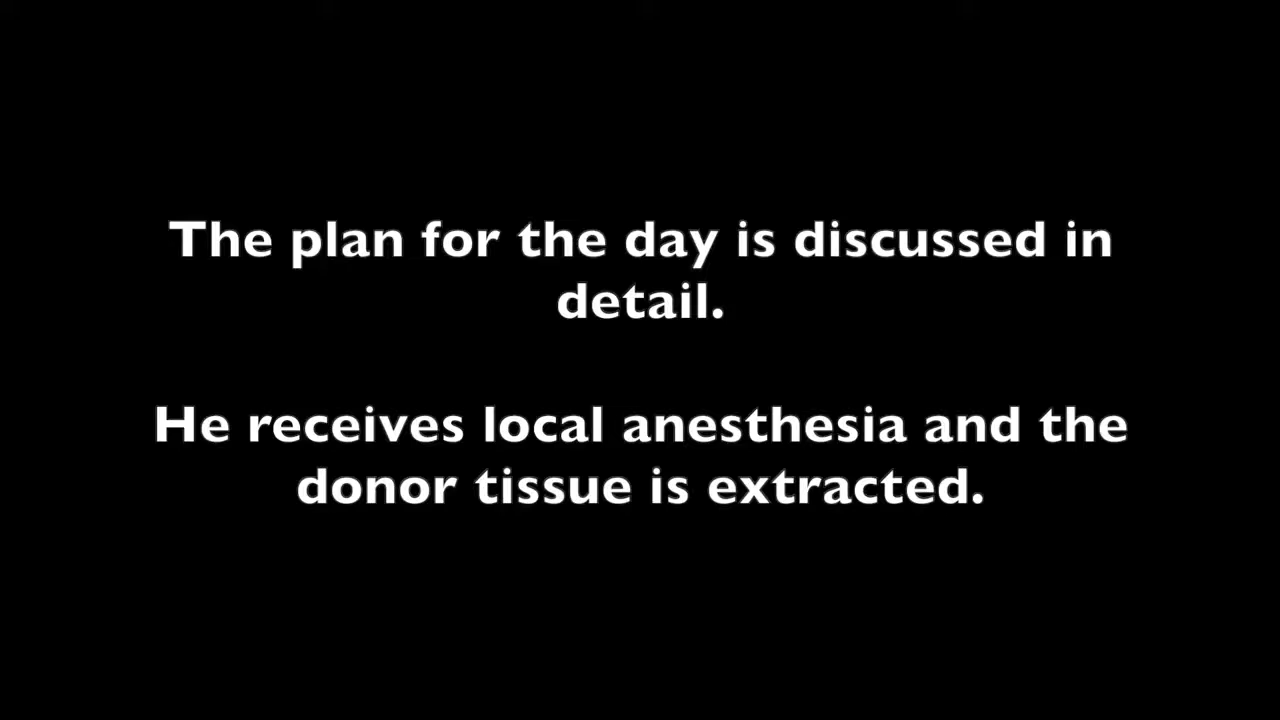 The plan for the day is discussed in
detail.
He receives local anesthesia and the
donor tissue is extracted.